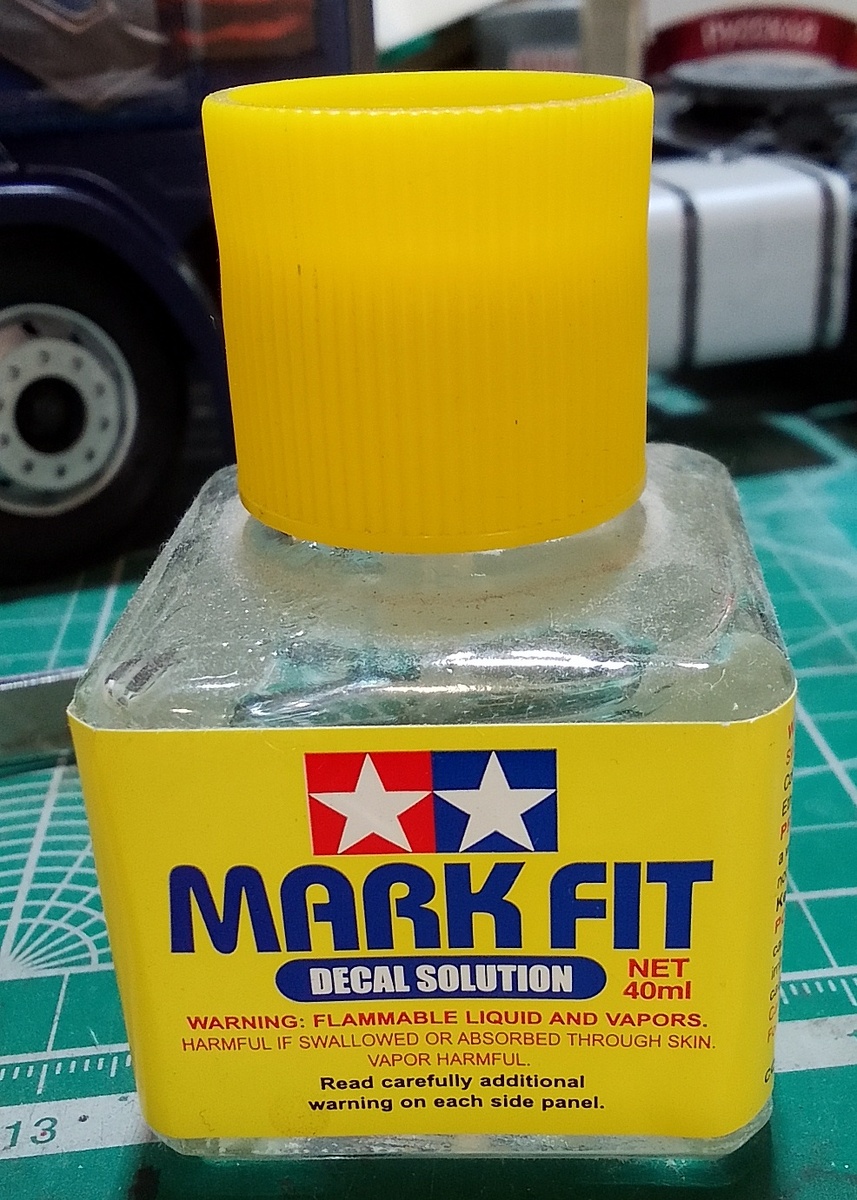 РУССКАЯ
MARK FIT
DECAL SOLUTION
NET
40ml
WARNING: FLAMMABLE LIQUID AND VAPORS.
HARMFUL IF SWALLOWED OR ABSORBED THROUGH SKIN.
VAPOR HARMFUL.
Read carefully additional
warning on each side panel.
13